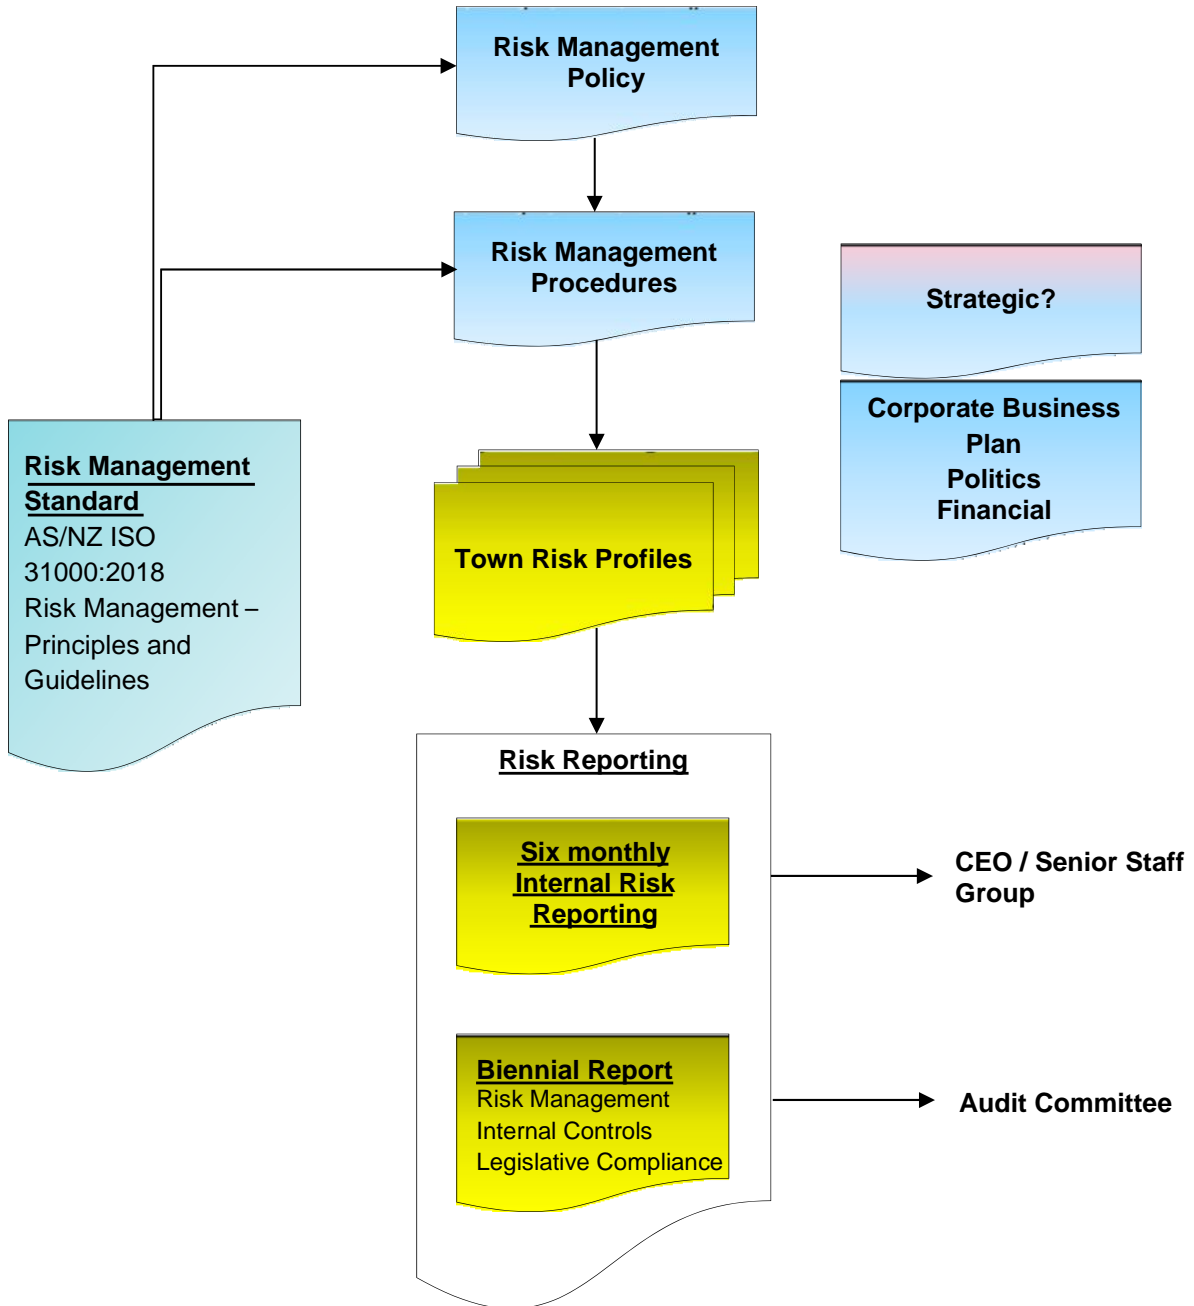 Risk Management
Policy
Risk Management
Procedures
Strategic?
Corporate Business
Plan
Politics
Financial
Risk Management
Standard
AS/NZ ISO
31000:2018
Risk Management –
Principles and
Guidelines
Town Risk Profiles
Risk Reporting
Six monthly
Internal Risk
Reporting
CEO / Senior Staff
Group
Biennial Report
Risk Management
Internal Controls
Legislative Compliance
Audit Committee